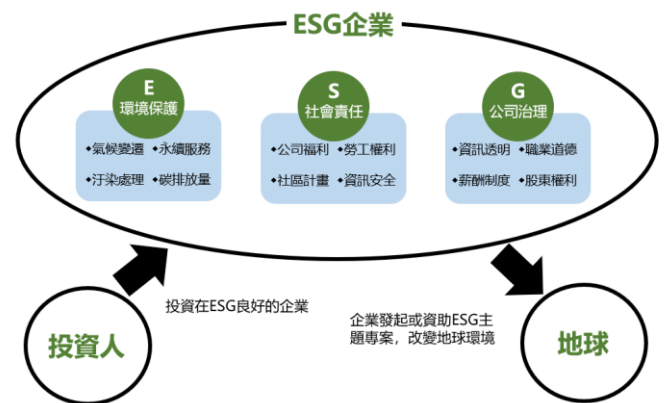 ESG企業
E
環境保護
◆氣候變遷 ◆永續服務
◆汙染處理 ◆碳排放量
S
社會責任
◆公司福利 ◆勞工權利
◆社區計畫 ◆資訊安全
G
公司治理
◆資訊透明 ◆職業道德
◆薪酬制度 ◆股東權利
投資在ESG良好的企業
企業發起或資助ESG主
題專案，改變地球環境
投資人
地球